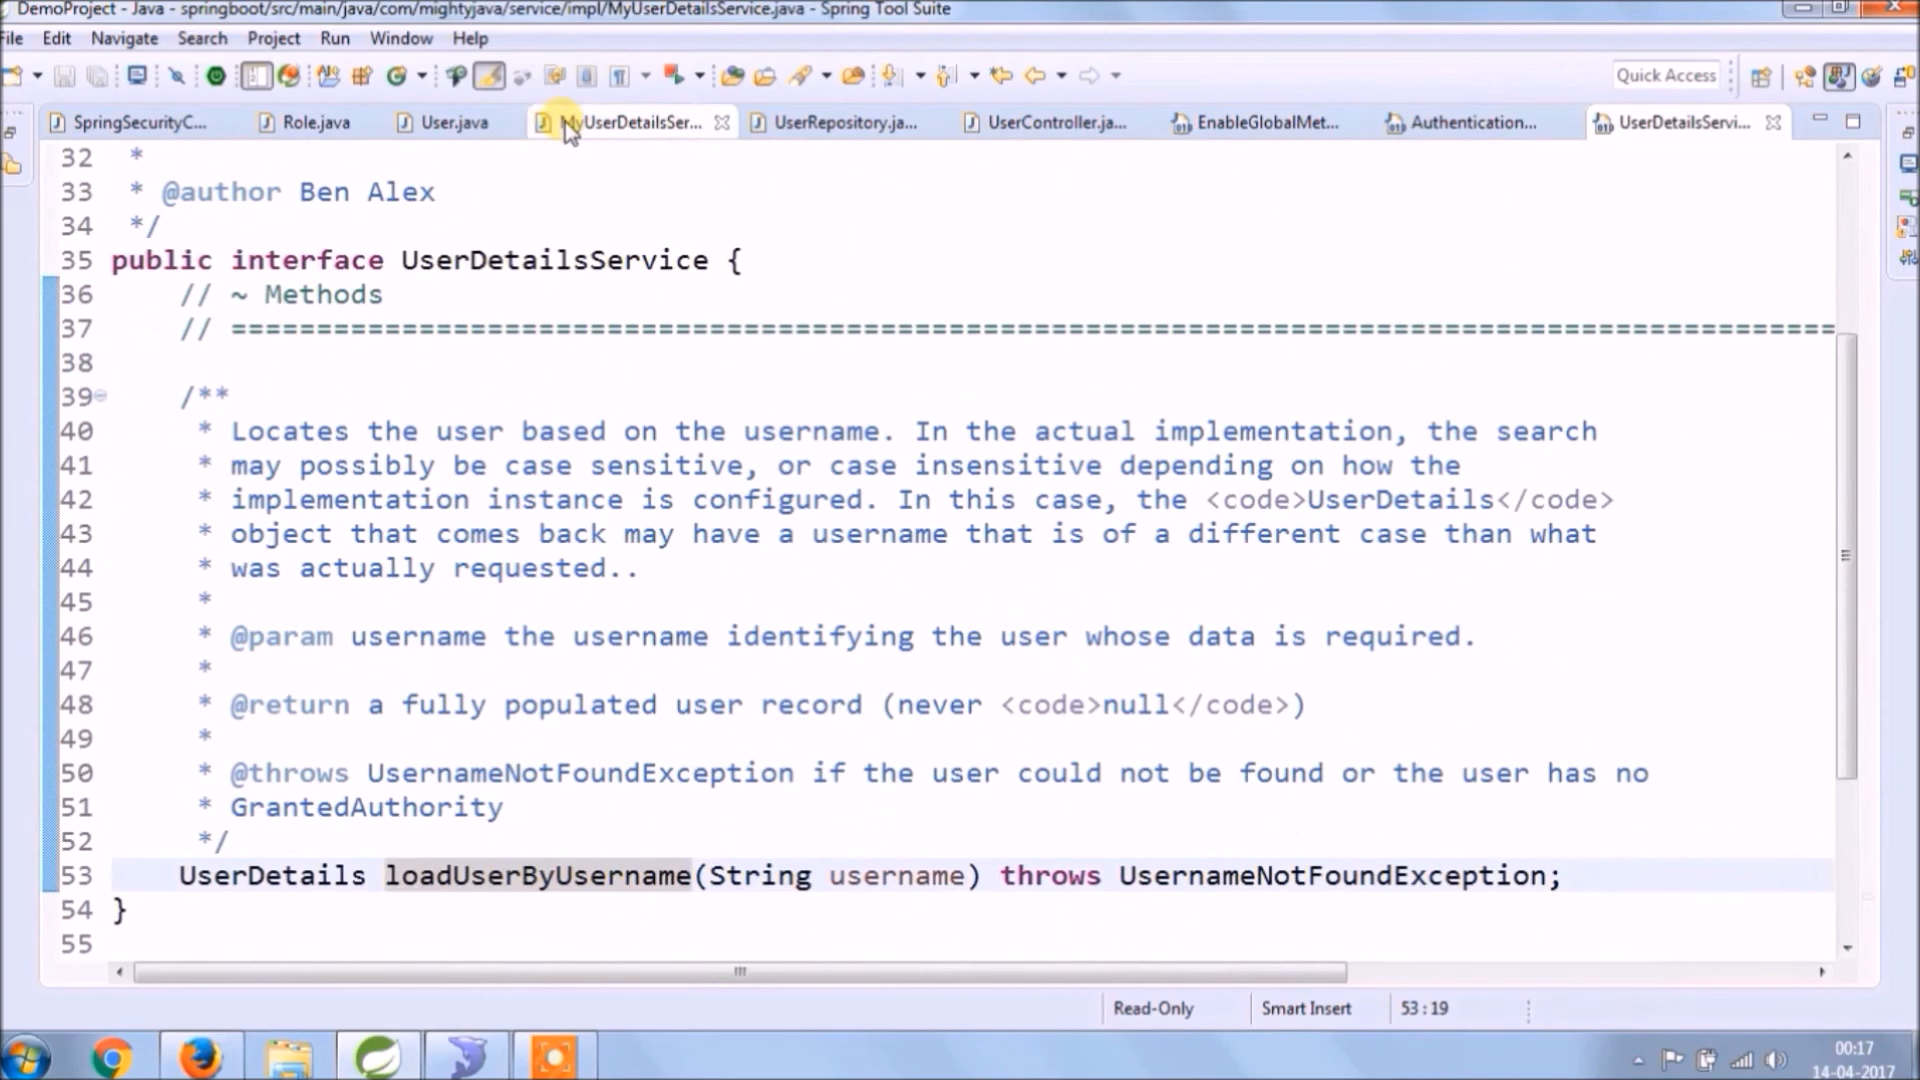 DemoProject - Java - springboot/src/main/java/com/mightyjava/service/impl/MyUserDetailsService.java - Spring Tool Suite
File Edit Navigate Search Project Run Window Help
Quick Access
SpringSecurityC... Role.java User.java MyUserDetailsSer... UserRepository.ja... UserController.ja... EnableGlobalMet... Authentication... UserDetailsServi...
32 *
33 * @author Ben Alex
34 */
35 public interface UserDetailsService {
36 // ~ Methods
37 // ==============================================================================================
38
39 /**
40 * Locates the user based on the username. In the actual implementation, the search
41 * may possibly be case sensitive, or case insensitive depending on how the
42 * implementation instance is configured. In this case, the <code>UserDetails</code>
43 * object that comes back may have a username that is of a different case than what
44 * was actually requested..
45 *
46 * @param username the username identifying the user whose data is required.
47 *
48 * @return a fully populated user record (never <code>null</code>)
49 *
50 * @throws UsernameNotFoundException if the user could not be found or the user has no
51 * GrantedAuthority
52 */
53 UserDetails loadUserByUsername(String username) throws UsernameNotFoundException;
54 }
55
Read-Only Smart Insert 53 : 19
00:17
14-04-2017